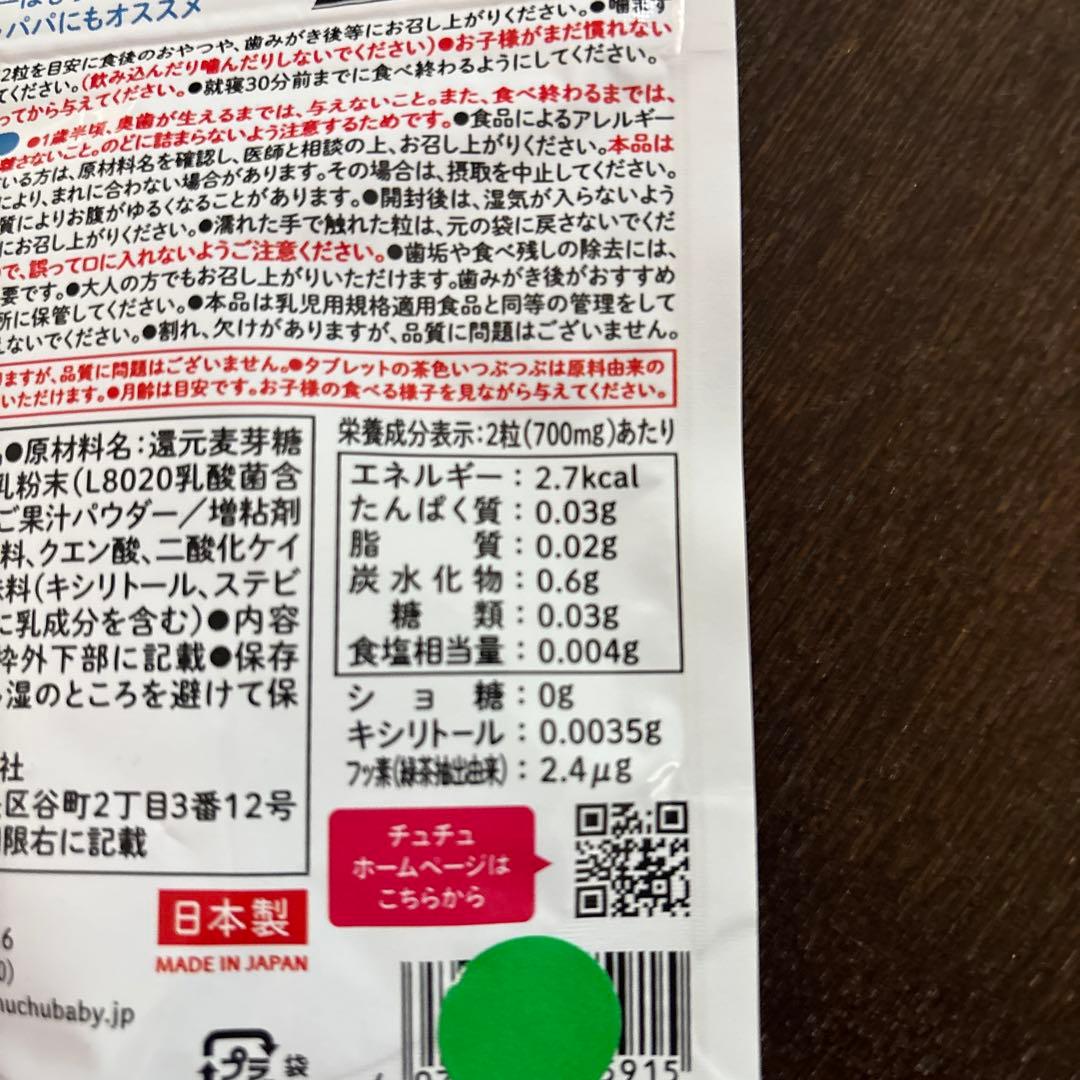 パパにもオススメ
2粒を目安に食後のおやつや、歯みがき後等にお召し上がりください。●噛まず
てください。(飲み込んだり噛んだりしないでください)●お子様がまだ慣れない
ってから与えてください。●就寝30分前までに食べ終わるようにしてください。
●1歳半頃、奥歯が生えるまでは、与えないこと。また、食べ終わるまでは、
離さないこと。のどに詰まらないよう注意するためです。●食品によるアレルギー
いる方は、原材料名を確認し、医師と相談の上、お召し上がりください。本品は
により、まれに合わない場合があります。その場合は、摂取を中止してください。
質によりお腹がゆるくなることがあります。●開封後は、湿気が入らないよう
にお召し上がりください。●濡れた手で触れた粒は、元の袋に戻さないでくだ
で、誤って口に入れないようご注意ください。●歯垢や食べ残しの除去には、
要です。●大人の方でもお召し上がりいただけます。歯みがき後がおすすめ
所に保管してください。●本品は乳児用規格適用食品と同等の管理をして
えないでください。●割れ、欠けがありますが、品質に問題はございません。
りますが、品質に問題はございません。●タブレットの茶色いつぶつぶは原料由来の
いただけます。●月齢は目安です。お子様の食べる様子を見ながら与えてください。
●原材料名:還元麦芽糖
乳粉末(L8020乳酸菌含
ご果汁パウダー/増粘剤
料、クエン酸、二酸化ケイ
味料(キシリトール、ステビ
に乳成分を含む)●内容
枠外下部に記載●保存
湿のところを避けて保
社
区谷町2丁目3番12号
限右に記載
栄養成分表示:2粒(700mg)あたり
エネルギー:2.7kcal
たんぱく質:0.03g
脂質:0.02g
炭水化物:0.6g
糖類:0.03g
食塩相当量:0.004g
ショ糖:0g
キシリトール:0.0035g
フッ素(緑茶抽出由来):2.4μg
チュチュ
ホームページは
こちらから
日本製
MADE IN JAPAN
6
0)
huchubaby.jp
プラ
袋
5915